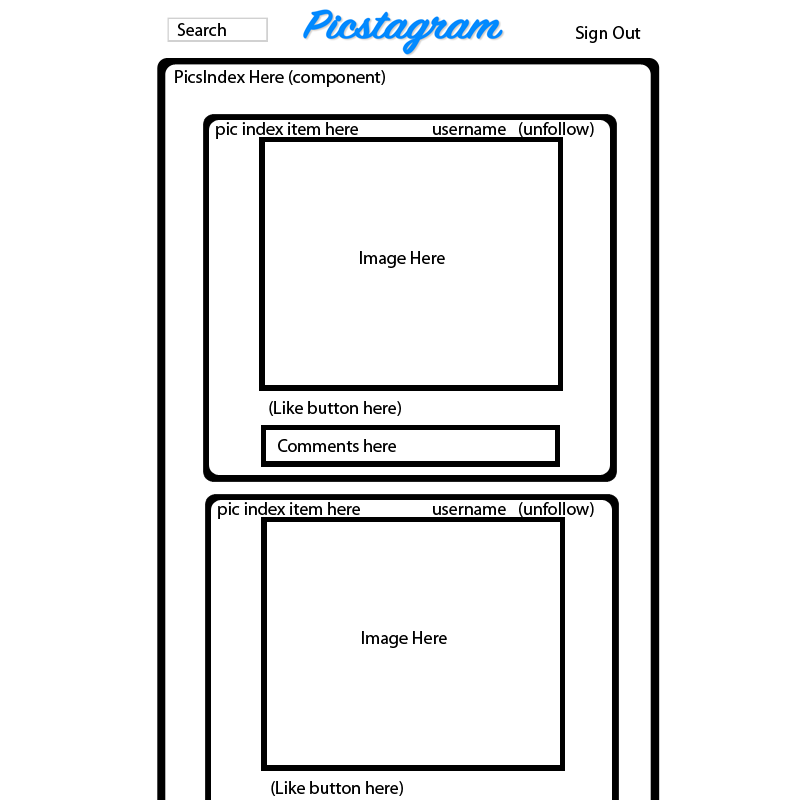 Search Picstagram Sign Out
PicsIndex Here (component)
pic index item here username (unfollow)
Image Here
(Like button here)
Comments here
pic index item here username (unfollow)
Image Here
(Like button here)